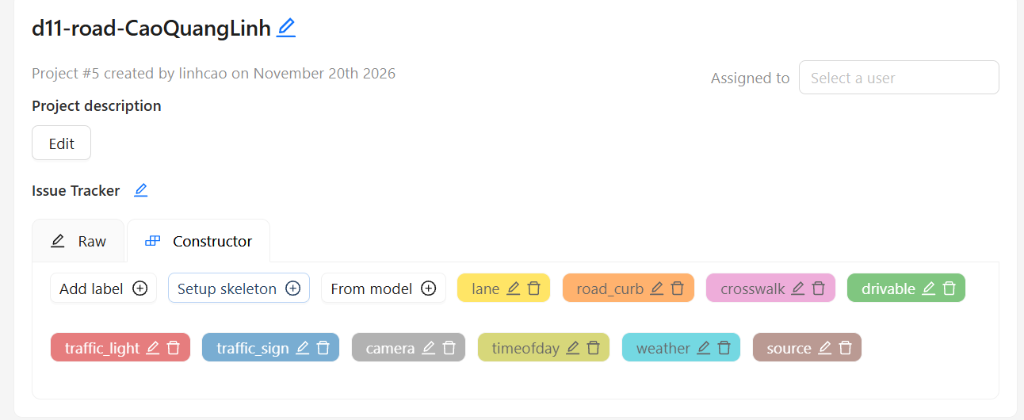 d11-road-CaoQuangLinh
Project #5 created by linhcao on November 20th 2026
Assigned to Select a user
Project description
Edit
Issue Tracker
Raw Constructor
Add label Setup skeleton From model lane road_curb crosswalk drivable
traffic_light traffic_sign camera timeofday weather source